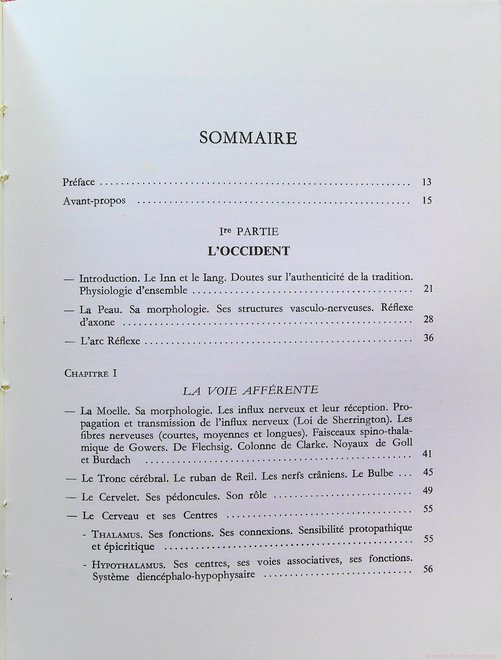 SOMMAIRE
Préface ........ 13
Avant-propos ........ 15
Ire PARTIE
L'OCCIDENT
— Introduction. Le Inn et le Iang. Doutes sur l'authenticité de la tradition.
Physiologie d'ensemble ........ 21
— La Peau. Sa morphologie. Ses structures vasculo-nerveuses. Réflexe
d'axone ........ 28
— L'arc Réflexe ........ 36
CHAPITRE I
LA VOIE AFFÉRENTE
— La Moelle. Sa morphologie. Les influx nerveux et leur réception. Pro-
pagation et transmission de l'influx nerveux (Loi de Sherrington). Les
fibres nerveuses (courtes, moyennes et longues). Faisceaux spino-thala-
mique de Gowers. De Flechsig. Colonne de Clarke. Noyaux de Goll
et Burdach ........ 41
— Le Tronc cérébral. Le ruban de Reil. Les nerfs crâniens. Le Bulbe ... 45
— Le Cervelet. Ses pédoncules. Son rôle ........ 49
— Le Cerveau et ses Centres ........ 55
- THALAMUS. Ses fonctions. Ses connexions. Sensibilité protopathique
et épicritique ........ 55
- HYPOTHALAMUS. Ses centres, ses voies associatives, ses fonctions.
Système diencéphalo-hypophysaire ........ 56